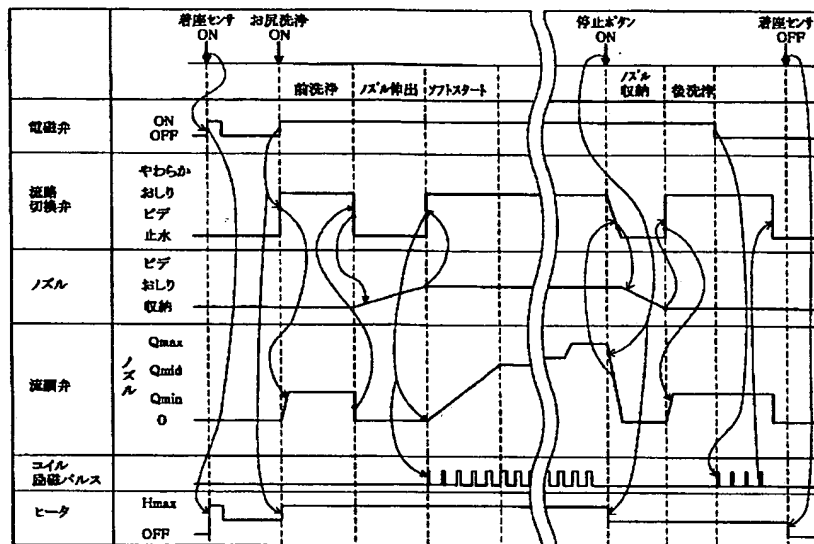 着座センサ
ON
お尻洗浄
ON
停止ボタン
ON
着座センサ
OFF
前洗浄
ノズル伸出
ソフトスタート
ノズル
収納
後洗浄
電磁弁
ON
OFF
流路
切換弁
やわらか
おしり
ビデ
止水
ノズル
ビデ
おしり
収納
流調弁
ノズル
Qmax
Qmid
Qmin
0
コイル
励磁パルス
ヒータ
Hmax
OFF